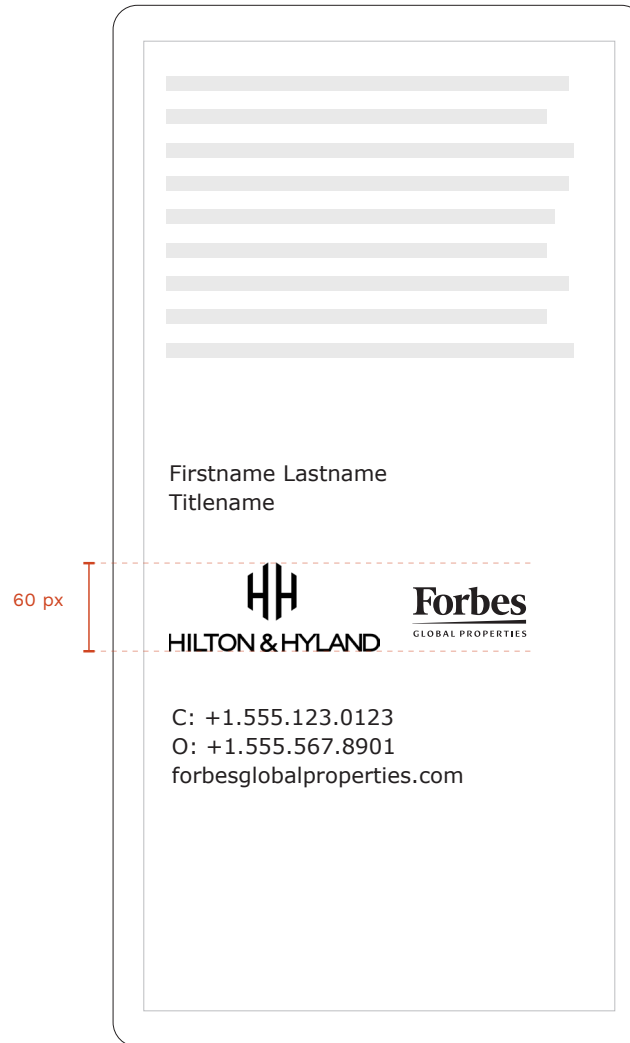 Firstname Lastname
Titlename
60 px
HH
HILTON & HYLAND
Forbes
GLOBAL PROPERTIES
C: +1.555.123.0123
O: +1.555.567.8901
forbesglobalproperties.com